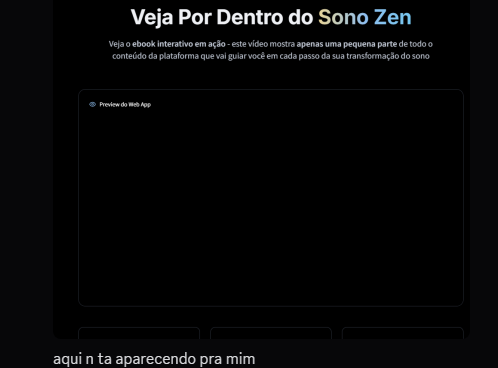 Veja Por Dentro do Sono Zen
Veja o ebook interativo em ação - este vídeo mostra apenas uma pequena parte de todo o
conteúdo da plataforma que vai guiar você em cada passo da sua transformação do sono
Preview do Web App
aqui n ta aparecendo pra mim